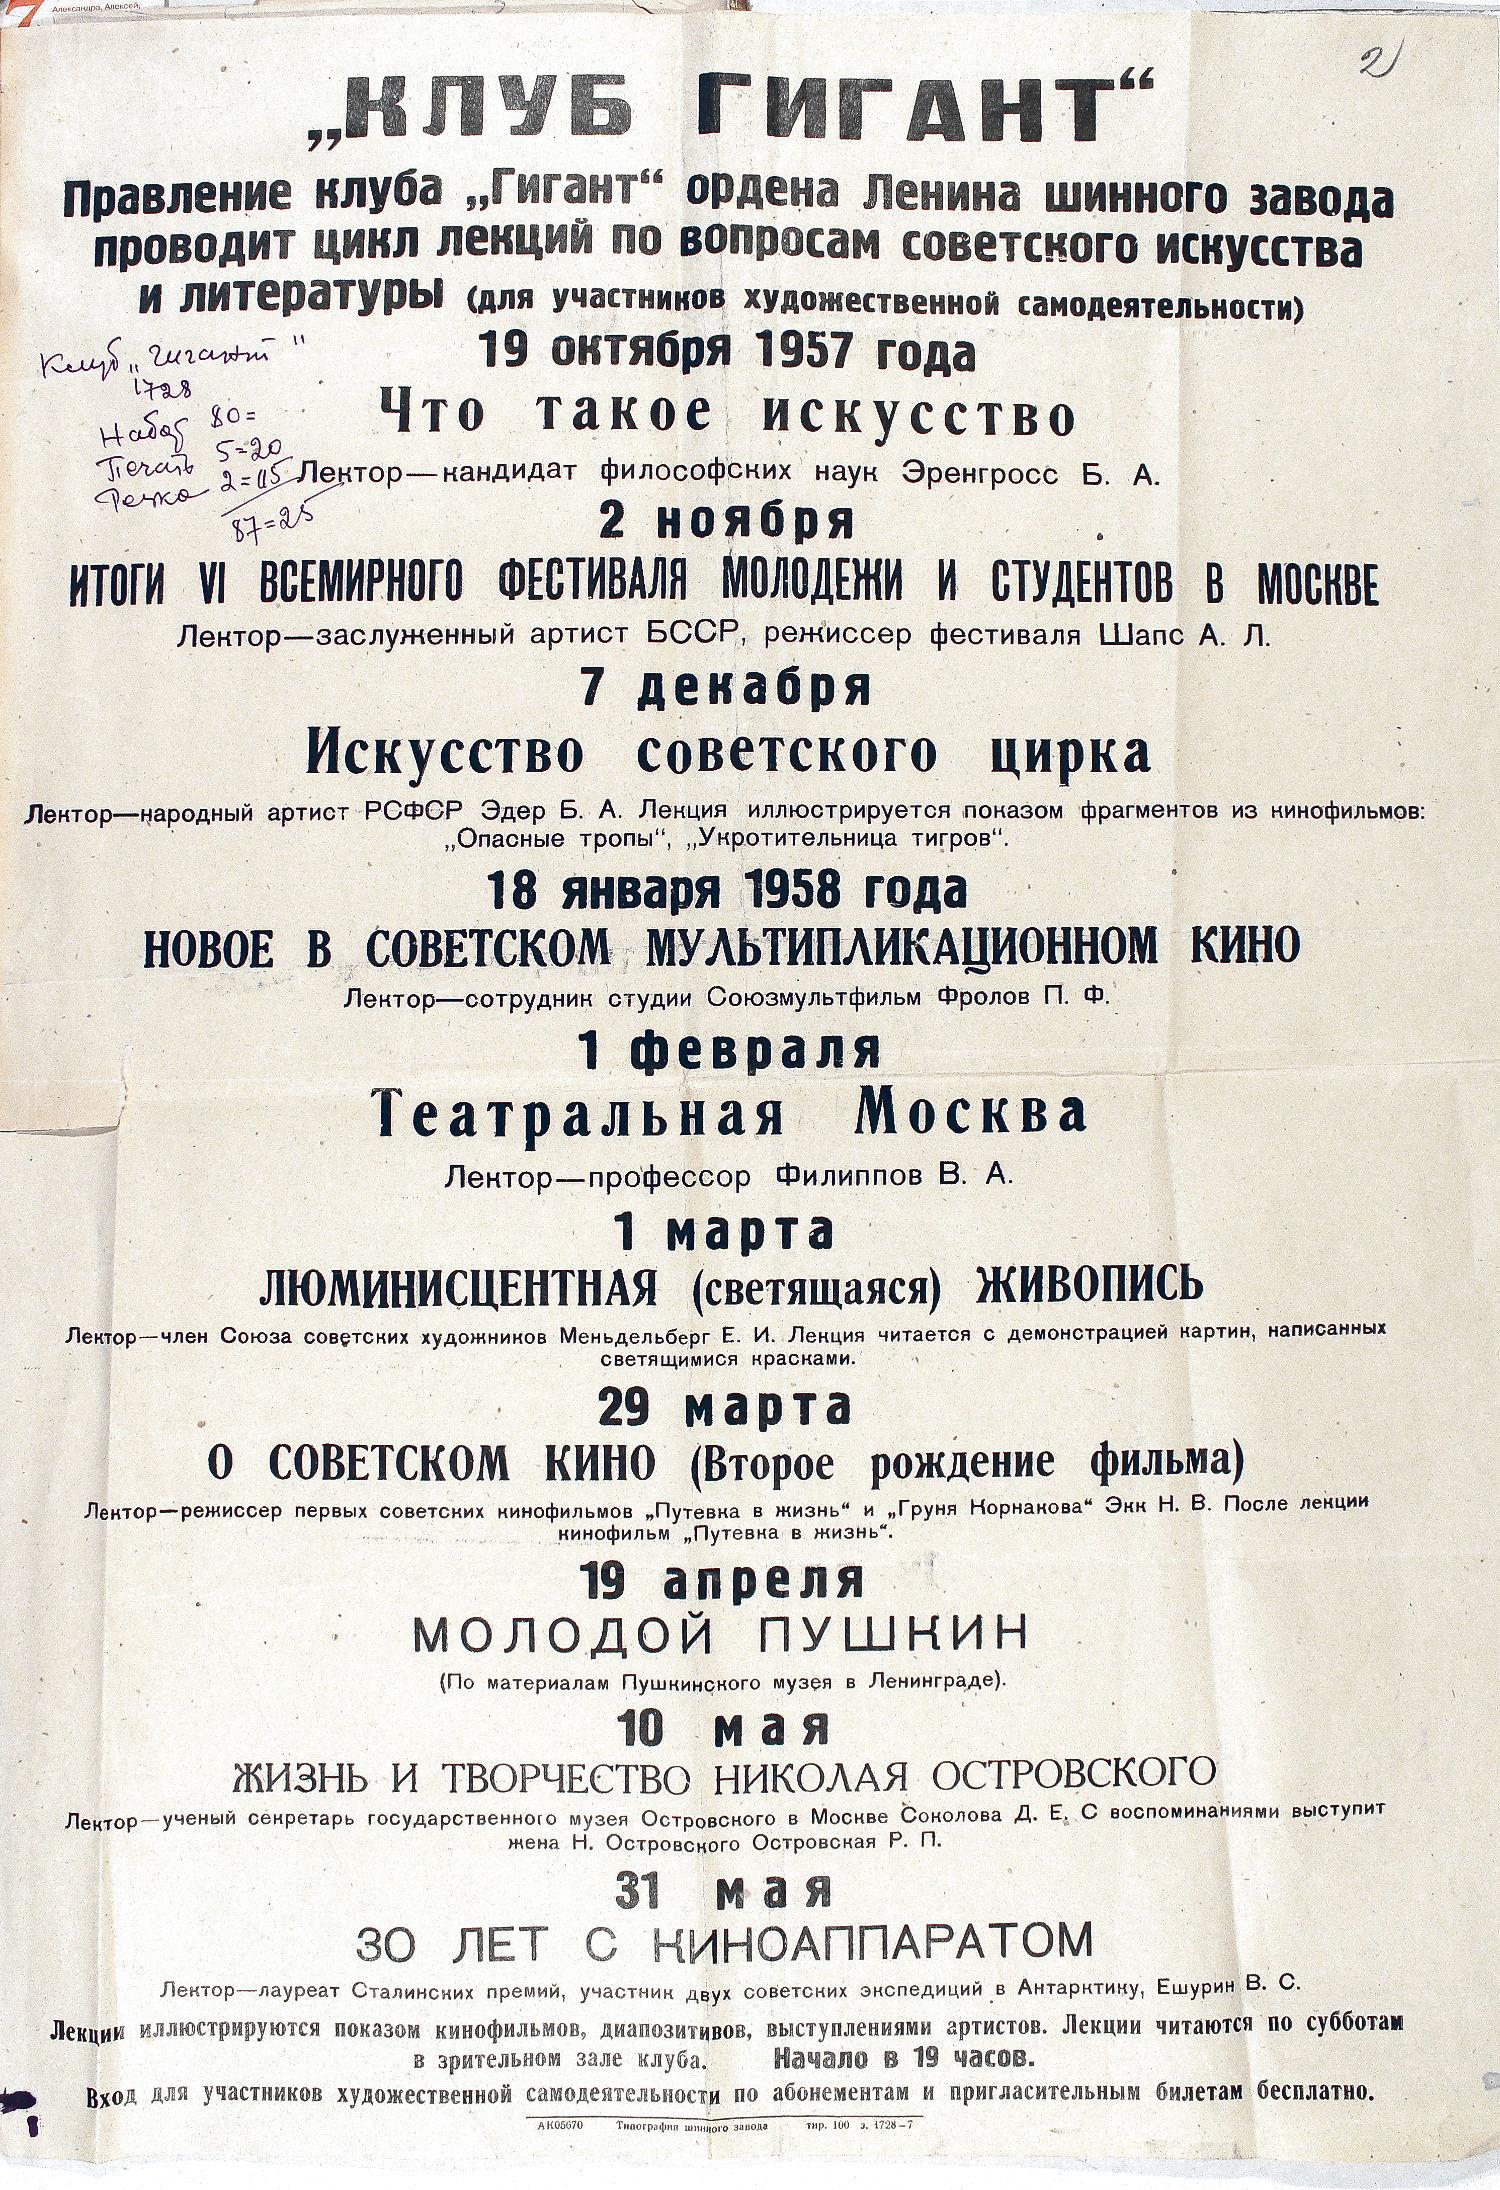 7 Александра, Алексей,
2
„КЛУБ ГИГАНТ“
Правление клуба „Гигант“ ордена Ленина шинного завода
проводит цикл лекций по вопросам советского искусства
и литературы (для участников художественной самодеятельности)
19 октября 1957 года
Клуб „Гигант"
1728
Набор 80=
Печать 5=20
Резка 2=05
87=25
Что такое искусство
Лектор—кандидат философских наук Эренгросс Б. А.
2 ноября
ИТОГИ VI ВСЕМИРНОГО ФЕСТИВАЛЯ МОЛОДЕЖИ И СТУДЕНТОВ В МОСКВЕ
Лектор—заслуженный артист БССР, режиссер фестиваля Шапс А. Л.
7 декабря
Искусство советского цирка
Лектор—народный артист РСФСР Эдер Б. А. Лекция иллюстрируется показом фрагментов из кинофильмов:
„Опасные тропы“, „Укротительница тигров“.
18 января 1958 года
НОВОЕ В СОВЕТСКОМ МУЛЬТИПЛИКАЦИОННОМ КИНО
Лектор—сотрудник студии Союзмультфильм Фролов П. Ф.
1 февраля
Театральная Москва
Лектор—профессор Филиппов В. А.
1 марта
ЛЮМИНИСЦЕНТНАЯ (светящаяся) ЖИВОПИСЬ
Лектор—член Союза советских художников Меньдельберг Е. И. Лекция читается с демонстрацией картин, написанных
светящимися красками.
29 марта
О СОВЕТСКОМ КИНО (Второе рождение фильма)
Лектор—режиссер первых советских кинофильмов „Путевка в жизнь“ и „Груня Корнакова“ Экк Н. В. После лекции
кинофильм „Путевка в жизнь“.
19 апреля
МОЛОДОЙ ПУШКИН
(По материалам Пушкинского музея в Ленинграде).
10 мая
ЖИЗНЬ И ТВОРЧЕСТВО НИКОЛАЯ ОСТРОВСКОГО
Лектор—ученый секретарь государственного музея Островского в Москве Соколова Д. Е. С воспоминаниями выступит
жена Н. Островского Островская Р. П.
31 мая
30 ЛЕТ С КИНОАППАРАТОМ
Лектор—лауреат Сталинских премий, участник двух советских экспедиций в Антарктику, Ешурин В. С.
Лекции иллюстрируются показом кинофильмов, диапозитивов, выступлениями артистов. Лекции читаются по субботам
в зрительном зале клуба. Начало в 19 часов.
Вход для участников художественной самодеятельности по абонементам и пригласительным билетам бесплатно.
АК05670 Типография шинного завода тир. 100 з. 1728—7